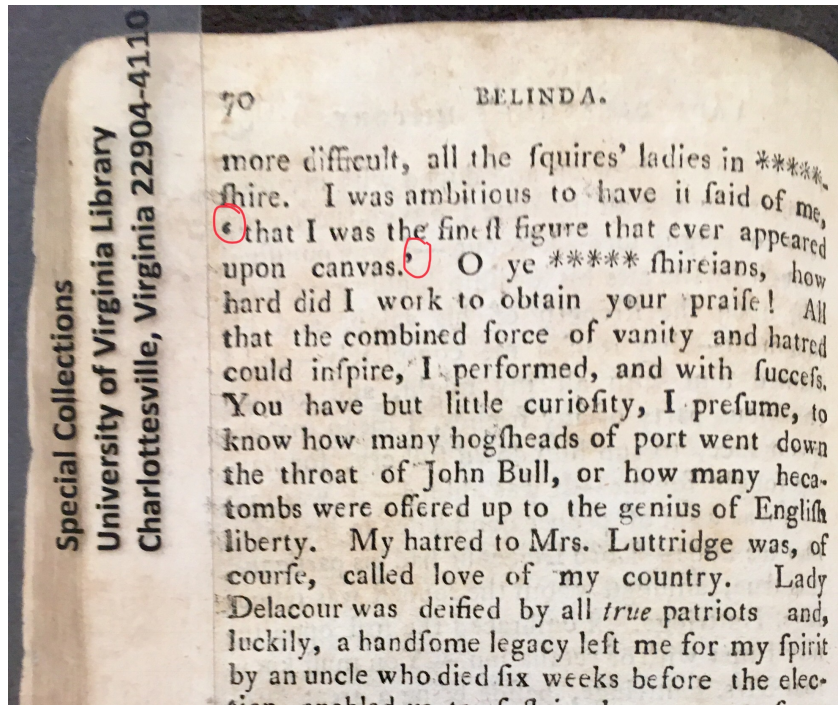 Special Collections
University of Virginia Library
Charlottesville, Virginia 22904-4110
70 BELINDA.
more difficult, all the ſquires’ ladies in *****-
ſhire. I was ambitious to have it ſaid of me,
‘ that I was the fineſt figure that ever appeared
upon canvas.’ O ye ***** ſhireians, how
hard did I work to obtain your praiſe! All
that the combined force of vanity and hatred
could inſpire, I performed, and with ſucceſs.
You have but little curioſity, I preſume, to
know how many hogſheads of port went down
the throat of John Bull, or how many heca-
tombs were offered up to the genius of Engliſh
liberty. My hatred to Mrs. Luttridge was, of
courſe, called love of my country. Lady
Delacour was deified by all true patriots and,
luckily, a handſome legacy left me for my ſpirit
by an uncle who died ſix weeks before the elec-